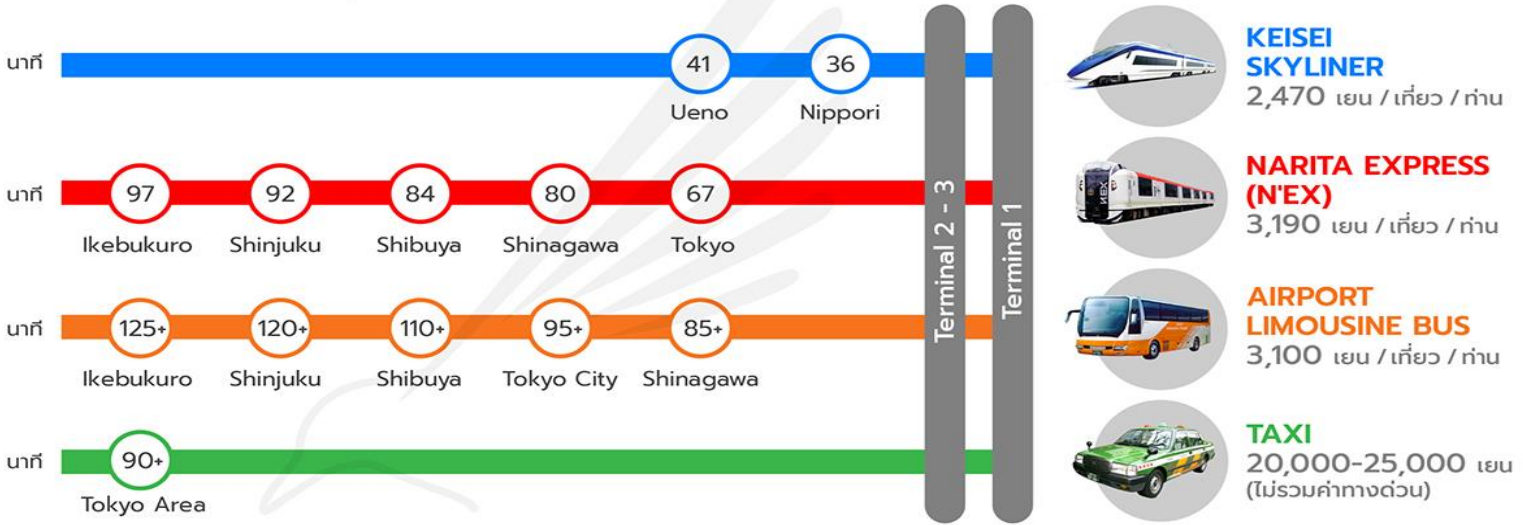 นาที
41
36
Ueno
Nippori
KEISEI
SKYLINER
2,470 เยน / เที่ยว / ท่าน
นาที
97
92
84
80
67
Ikebukuro
Shinjuku
Shibuya
Shinagawa
Tokyo
NARITA EXPRESS
(N'EX)
3,190 เยน / เที่ยว / ท่าน
Terminal 2 - 3
Terminal 1
นาที
125+
120+
110+
95+
85+
Ikebukuro
Shinjuku
Shibuya
Tokyo City
Shinagawa
AIRPORT
LIMOUSINE BUS
3,100 เยน / เที่ยว / ท่าน
นาที
90+
Tokyo Area
TAXI
20,000-25,000 เยน
(ไม่รวมค่าทางด่วน)